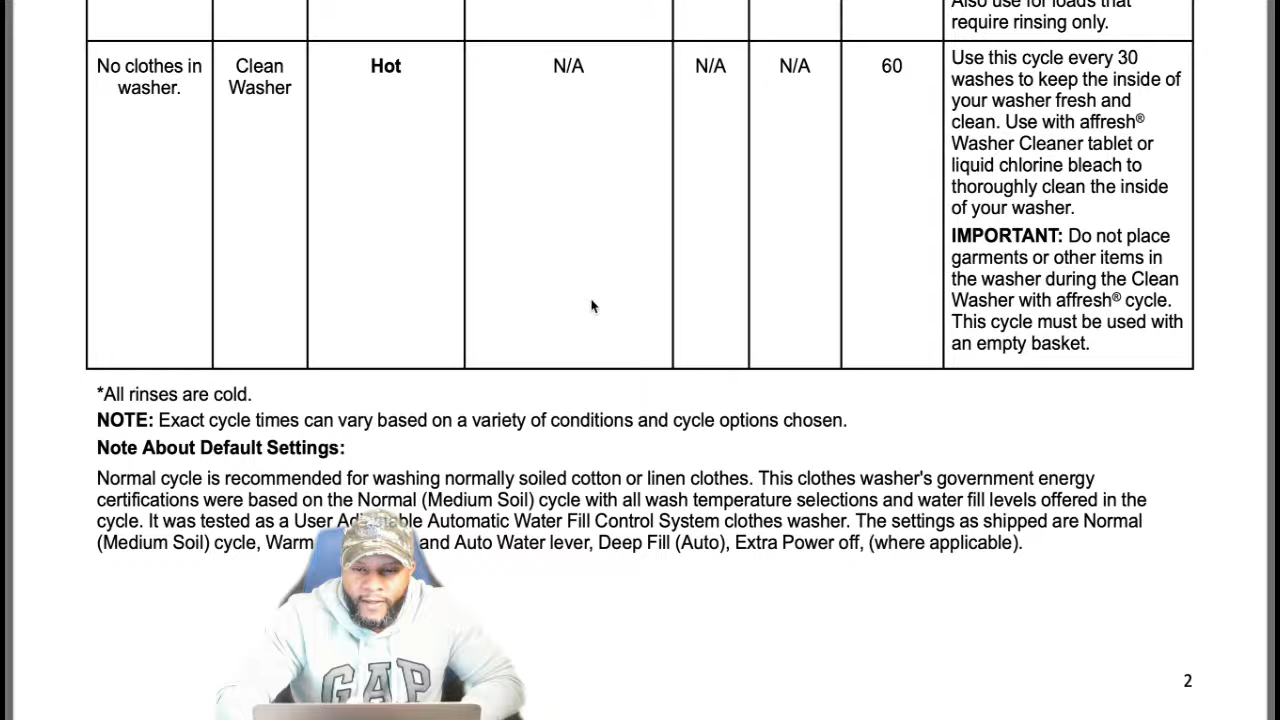 Also use for loads that
require rinsing only.
No clothes in
washer.
Clean
Washer
Hot
N/A
N/A
N/A
60
Use this cycle every 30
washes to keep the inside of
your washer fresh and
clean. Use with affresh®
Washer Cleaner tablet or
liquid chlorine bleach to
thoroughly clean the inside
of your washer.
IMPORTANT: Do not place
garments or other items in
the washer during the Clean
Washer with affresh® cycle.
This cycle must be used with
an empty basket.
*All rinses are cold.
NOTE: Exact cycle times can vary based on a variety of conditions and cycle options chosen.
Note About Default Settings:
Normal cycle is recommended for washing normally soiled cotton or linen clothes. This clothes washer's government energy
certifications were based on the Normal (Medium Soil) cycle with all wash temperature selections and water fill levels offered in the
cycle. It was tested as a User Adjustable Automatic Water Fill Control System clothes washer. The settings as shipped are Normal
(Medium Soil) cycle, Warm and Auto Water lever, Deep Fill (Auto), Extra Power off, (where applicable).
GAP
2